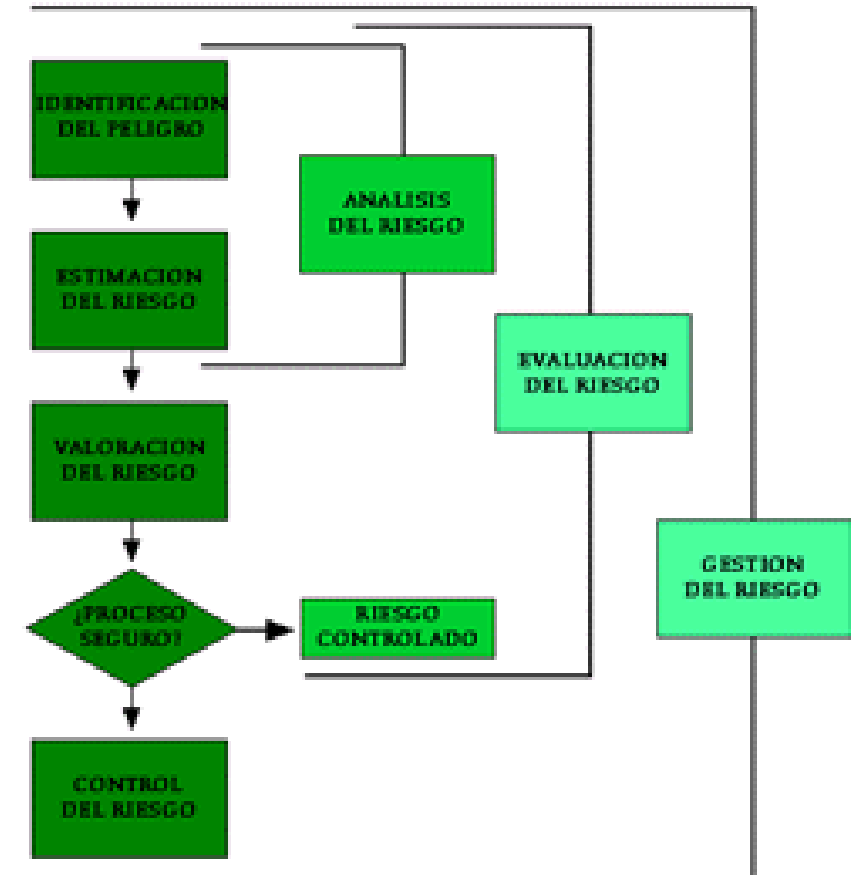 IDENTIFICACION
DEL PELIGRO
ANALISIS
DEL RIESGO
ESTIMACION
DEL RIESGO
EVALUACION
DEL RIESGO
VALORACION
DEL RIESGO
GESTION
DEL RIESGO
¿PROCESO
SEGURO?
RIESGO
CONTROLADO
CONTROL
DEL RIESGO